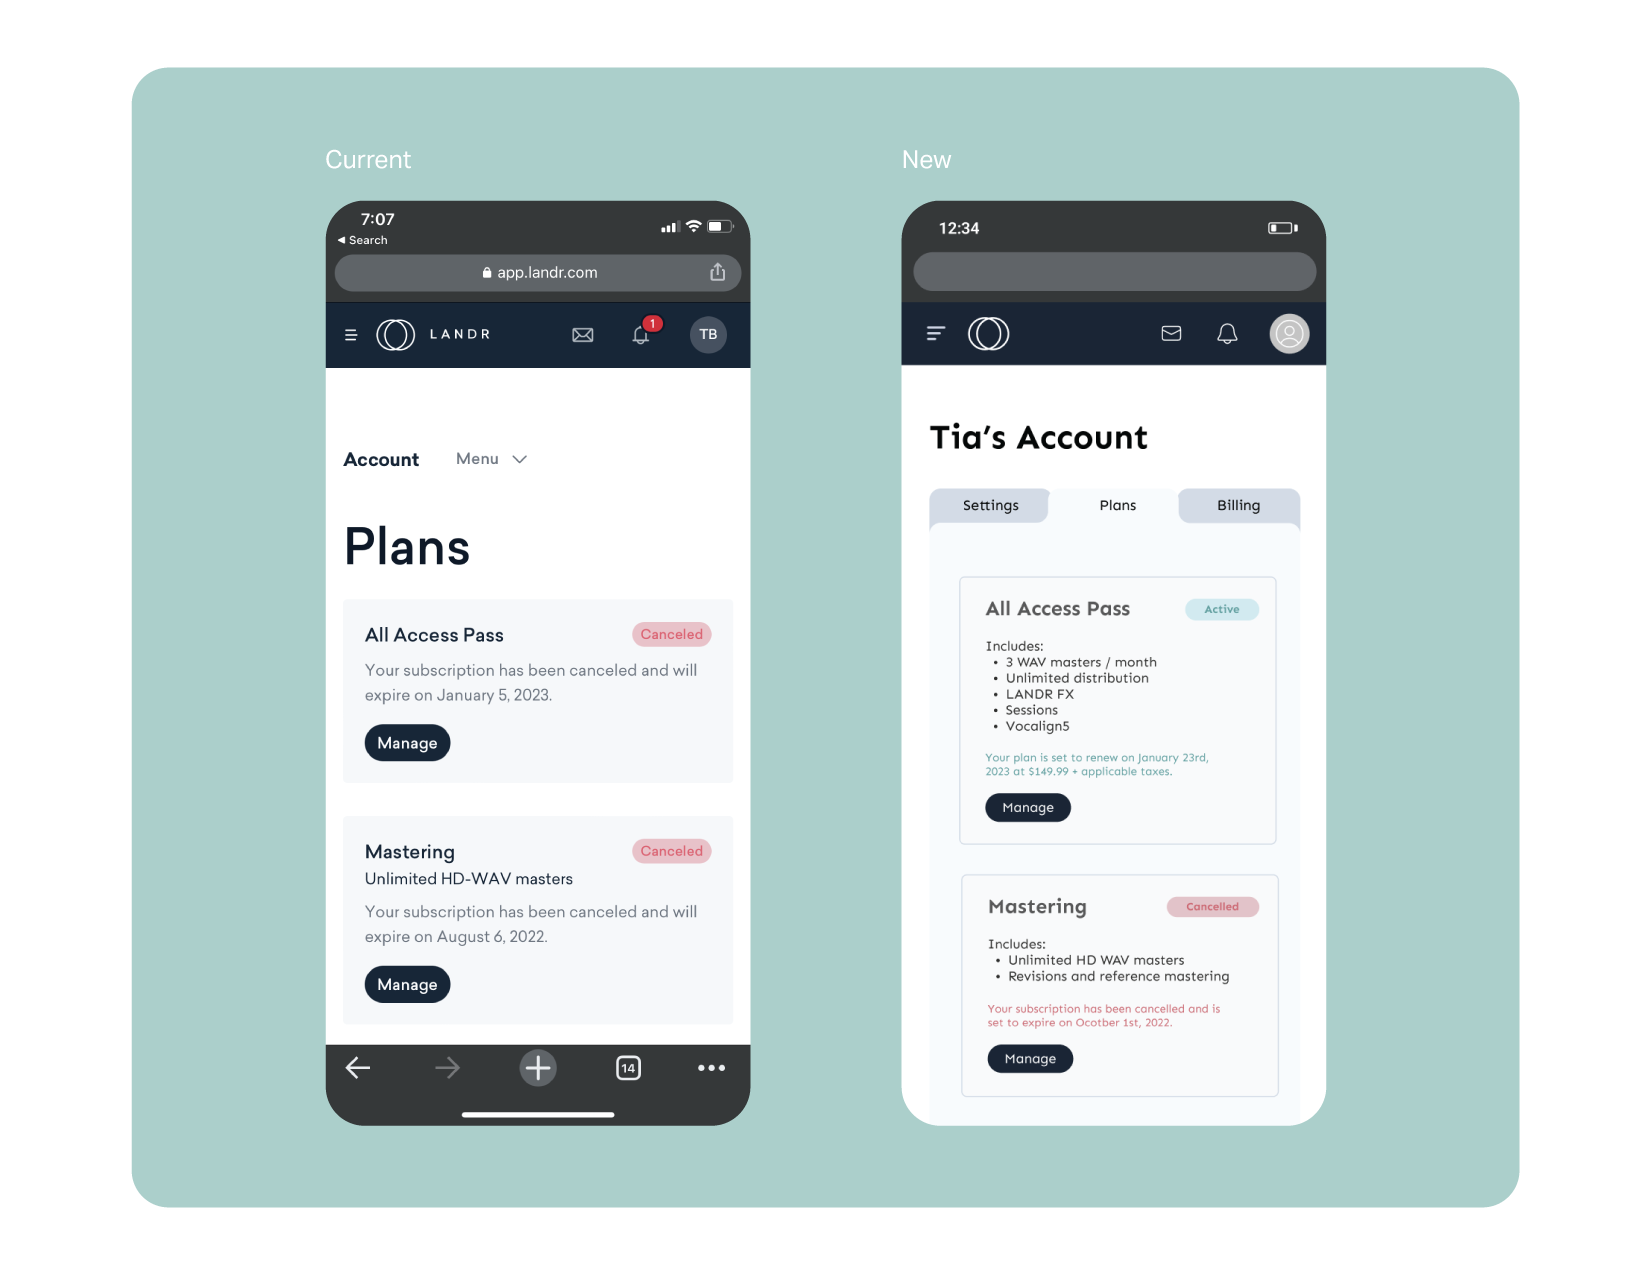 Current
7:07
◀ Search
app.landr.com
LANDR
1
TB
Account Menu
Plans
All Access Pass Canceled
Your subscription has been canceled and will
expire on January 5, 2023.
Manage
Mastering Canceled
Unlimited HD-WAV masters
Your subscription has been canceled and will
expire on August 6, 2022.
Manage
14
New
12:34
Tia’s Account
Settings Plans Billing
All Access Pass Active
Includes:
• 3 WAV masters / month
• Unlimited distribution
• LANDR FX
• Sessions
• Vocalign5
Your plan is set to renew on January 23rd,
2023 at $149.99 + applicable taxes.
Manage
Mastering Cancelled
Includes:
• Unlimited HD WAV masters
• Revisions and reference mastering
Your subscription has been cancelled and is
set to expire on Ocotber 1st, 2022.
Manage